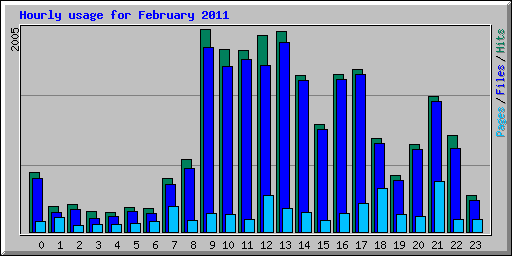 Hourly usage for February 2011
2005
Pages / Files / Hits
0 1 2 3 4 5 6 7 8 9 10 11 12 13 14 15 16 17 18 19 20 21 22 23